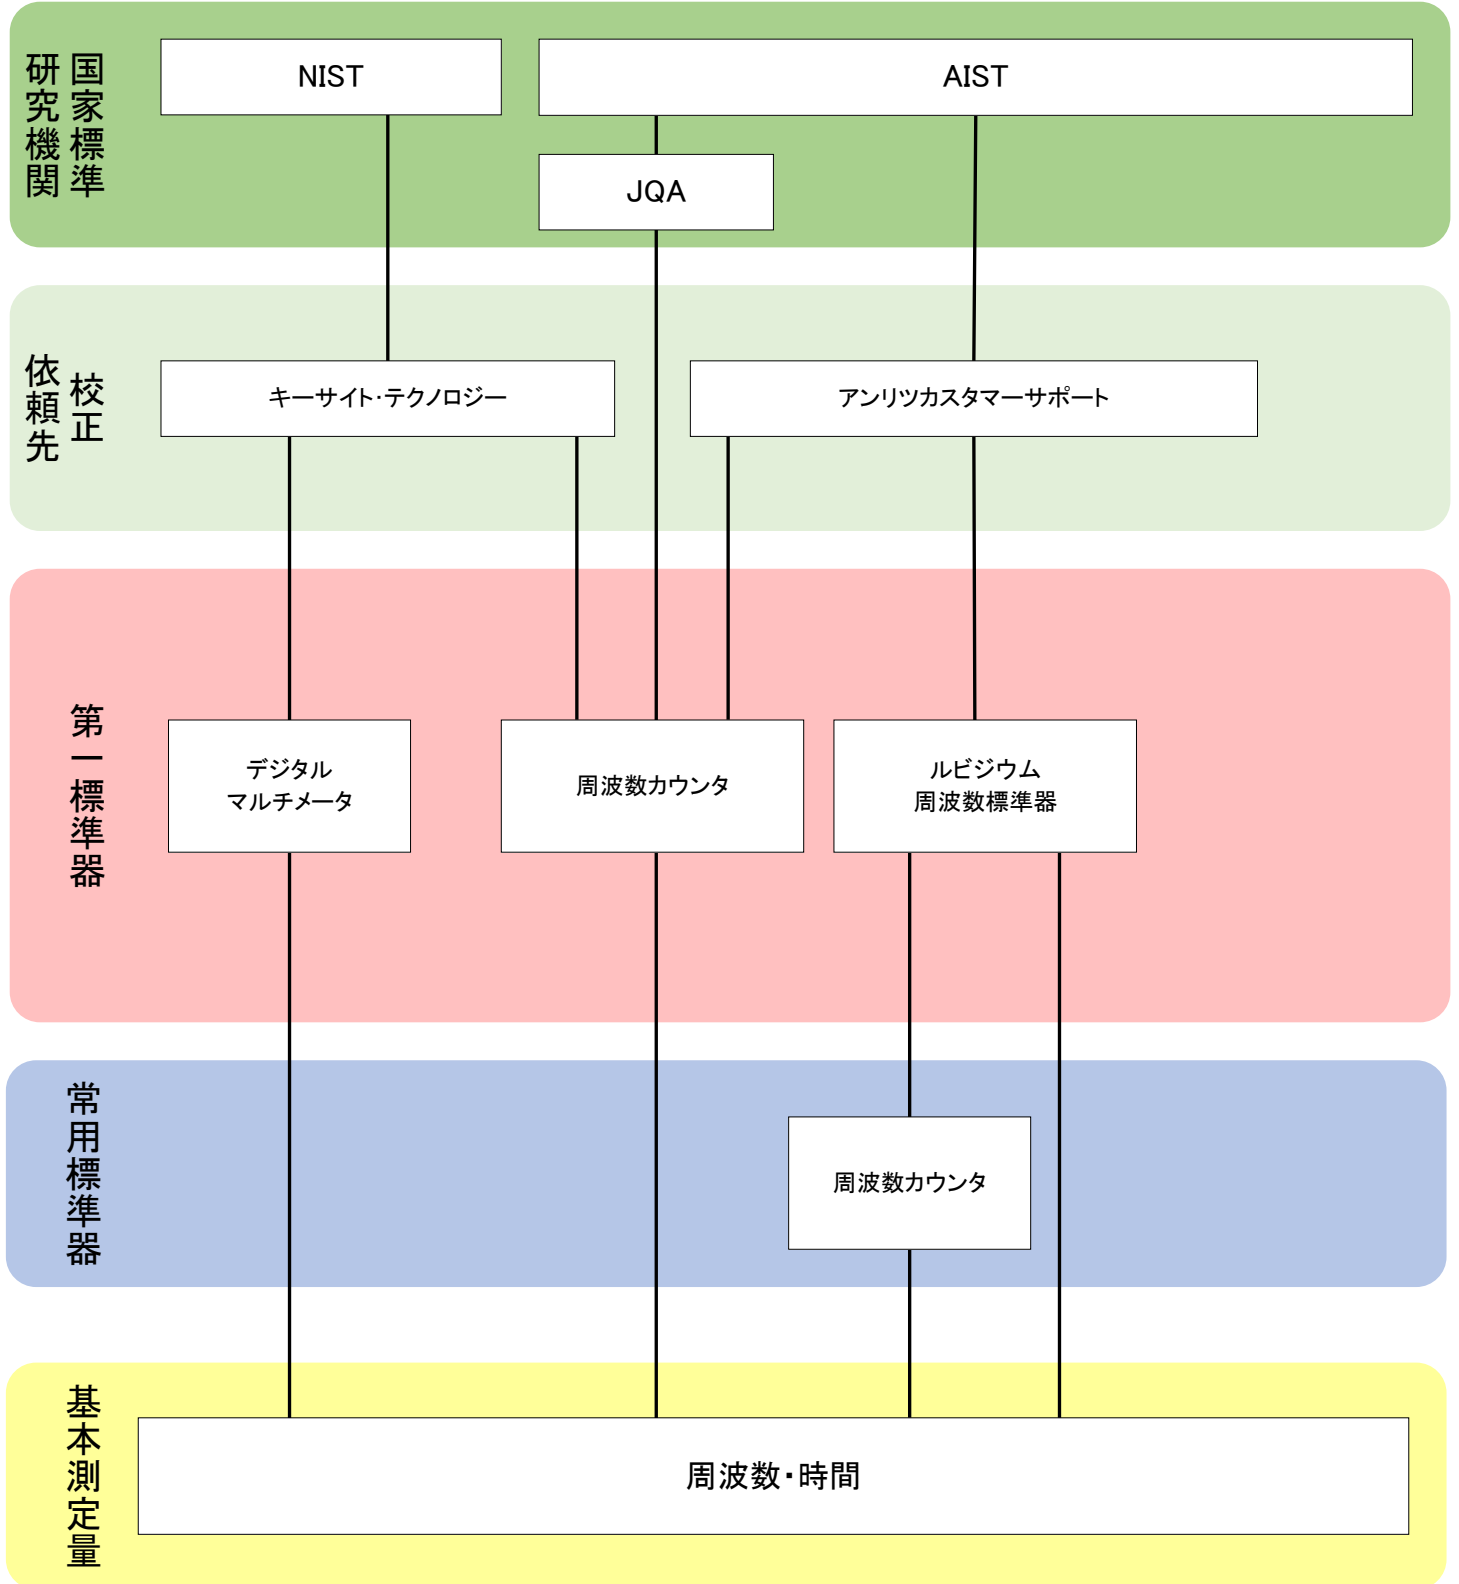 国家標準
研究機関
NIST
AIST
JQA
校正
依頼先
キーサイト・テクノロジー
アンリツカスタマーサポート
第一標準器
デジタル
マルチメータ
周波数カウンタ
ルビジウム
周波数標準器
常用標準器
周波数カウンタ
基本測定量
周波数・時間